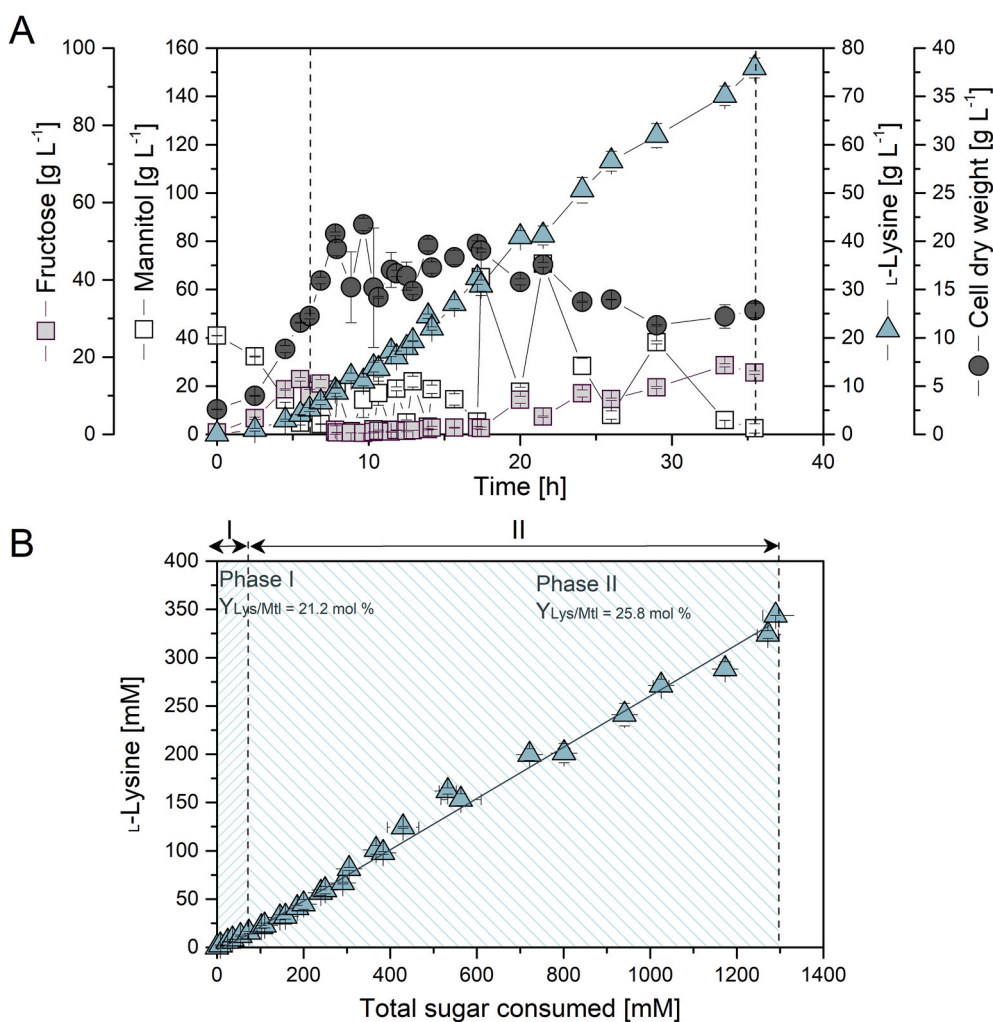 A
Fructose [g L-1]
100
80
60
40
20
0
Mannitol [g L-1]
160
140
120
100
80
60
40
20
0
80
70
60
50
40
30
20
10
0
L-Lysine [g L-1]
40
35
30
25
20
15
10
5
0
Cell dry weight [g L-1]
0 10 20 30 40
Time [h]
B
I II
400
350
300
250
200
150
100
50
0
L-Lysine [mM]
Phase I
YLys/Mtl = 21.2 mol %
Phase II
YLys/Mtl = 25.8 mol %
0 200 400 600 800 1000 1200 1400
Total sugar consumed [mM]